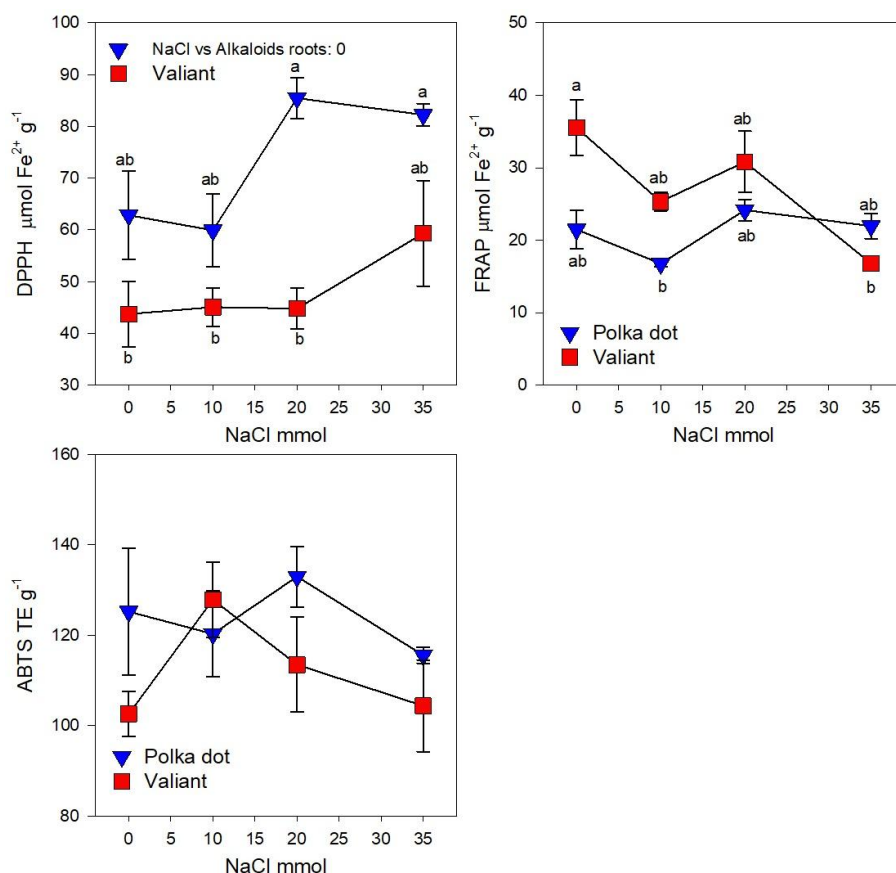 100
90
80
70
60
50
40
30
DPPH μmol Fe²⁺ g⁻¹
NaCl vs Alkaloids roots: 0
Valiant
ab
ab
a
a
b
b
b
ab
0 5 10 15 20 25 30 35
NaCl mmol
50
40
30
20
10
0
FRAP μmol Fe²⁺ g⁻¹
a
ab
ab
ab
ab
b
ab
b
Polka dot
Valiant
0 5 10 15 20 25 30 35
NaCl mmol
160
140
120
100
80
ABTS TE g⁻¹
Polka dot
Valiant
0 5 10 15 20 25 30 35
NaCl mmol